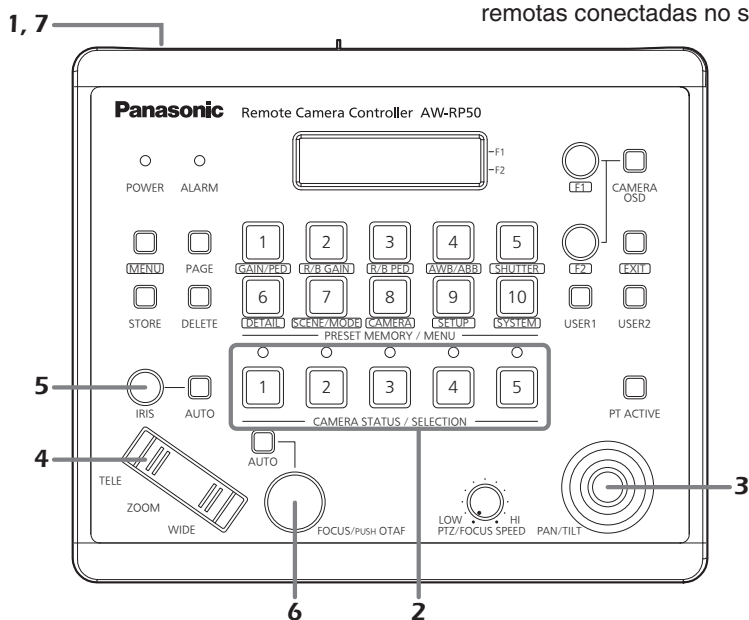 remotas conectadas no s
1, 7
Panasonic Remote Camera Controller AW-RP50
F1
F2
POWER ALARM
F1 CAMERA OSD
1 2 3 4 5
MENU PAGE GAIN/PED R/B GAIN R/B PED AWB/ABB SHUTTER F2 EXIT
6 7 8 9 10
STORE DELETE DETAIL SCENE/MODE CAMERA SETUP SYSTEM USER1 USER2
PRESET MEMORY / MENU
5
1 2 3 4 5
IRIS AUTO
CAMERA STATUS / SELECTION
PT ACTIVE
4
AUTO
TELE
ZOOM
WIDE
3
LOW HI
FOCUS/PUSH OTAF PTZ/FOCUS SPEED PAN/TILT
6 2